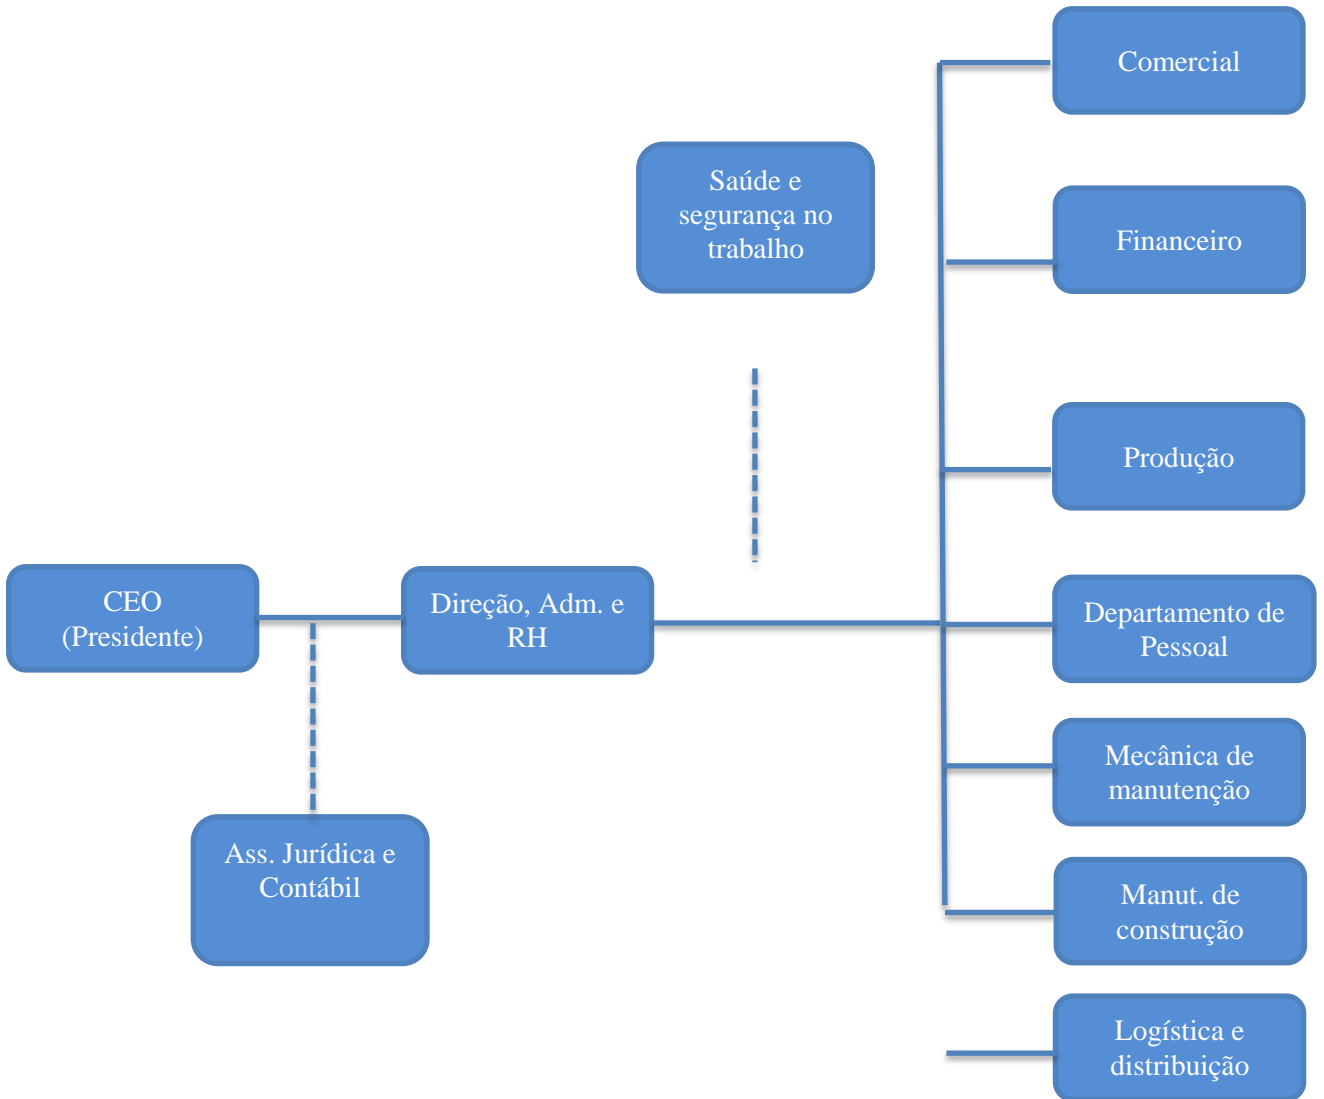 Comercial
Saúde e
segurança no
trabalho
Financeiro
Produção
CEO
(Presidente)
Direção, Adm. e
RH
Departamento de
Pessoal
Mecânica de
manutenção
Ass. Jurídica e
Contábil
Manut. de
construção
Logística e
distribuição